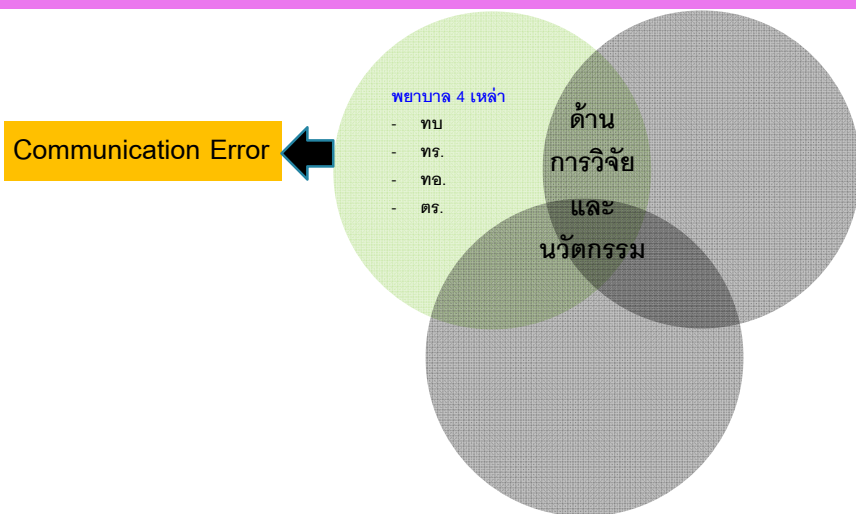 พยาบาล 4 เหล่า
- ทบ
- ทร.
- ทอ.
- ตร.
Communication Error
ด้าน
การวิจัย
และ
นวัตกรรม